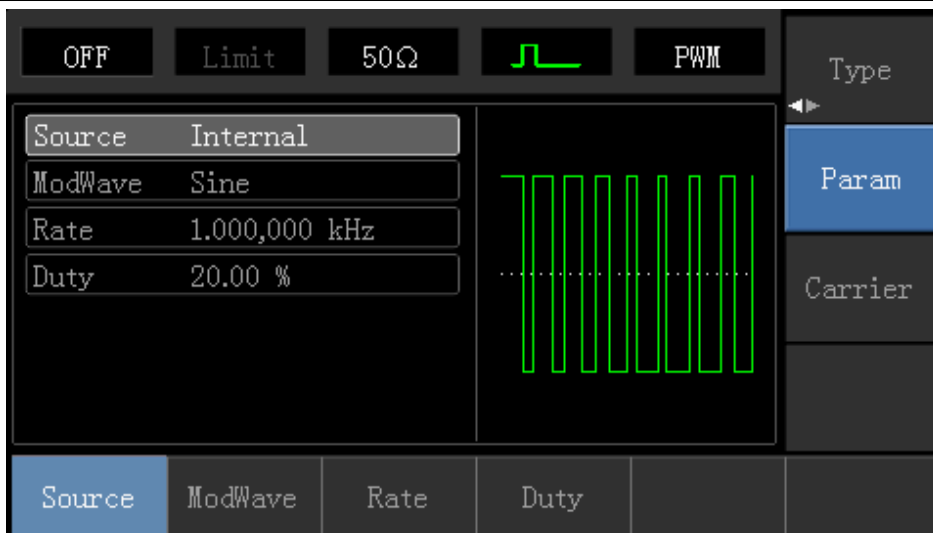 OFF Limit 50Ω PWM
Type
Source Internal
ModWave Sine
Rate 1.000,000 kHz
Duty 20.00 %
Param
Carrier
Source ModWave Rate Duty